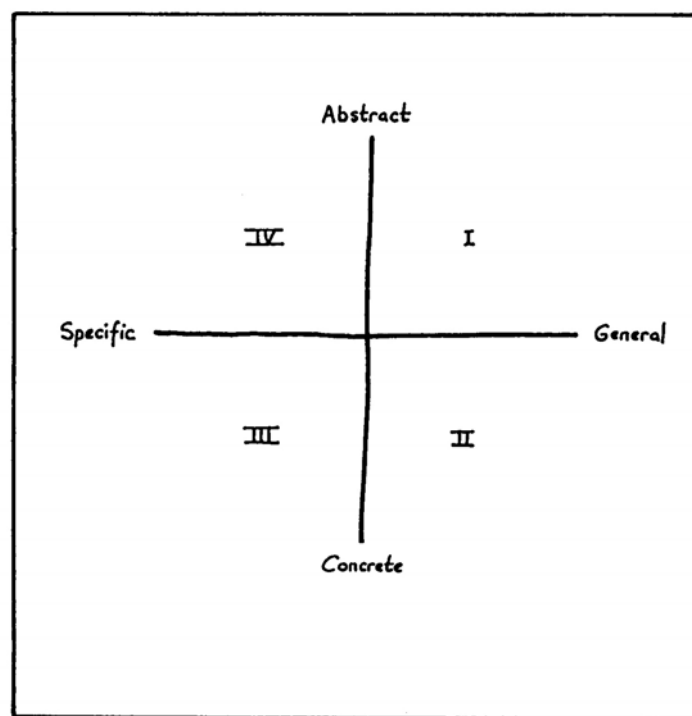 Abstract
IV I
Specific General
III II
Concrete